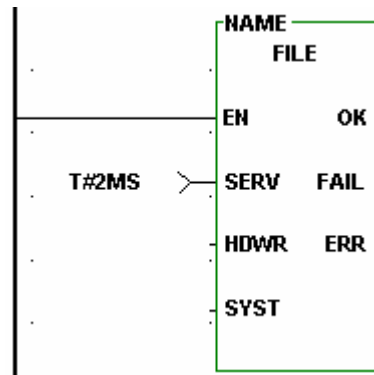 NAME
FILE
EN OK
T#2MS SERV FAIL
HDWR ERR
SYST